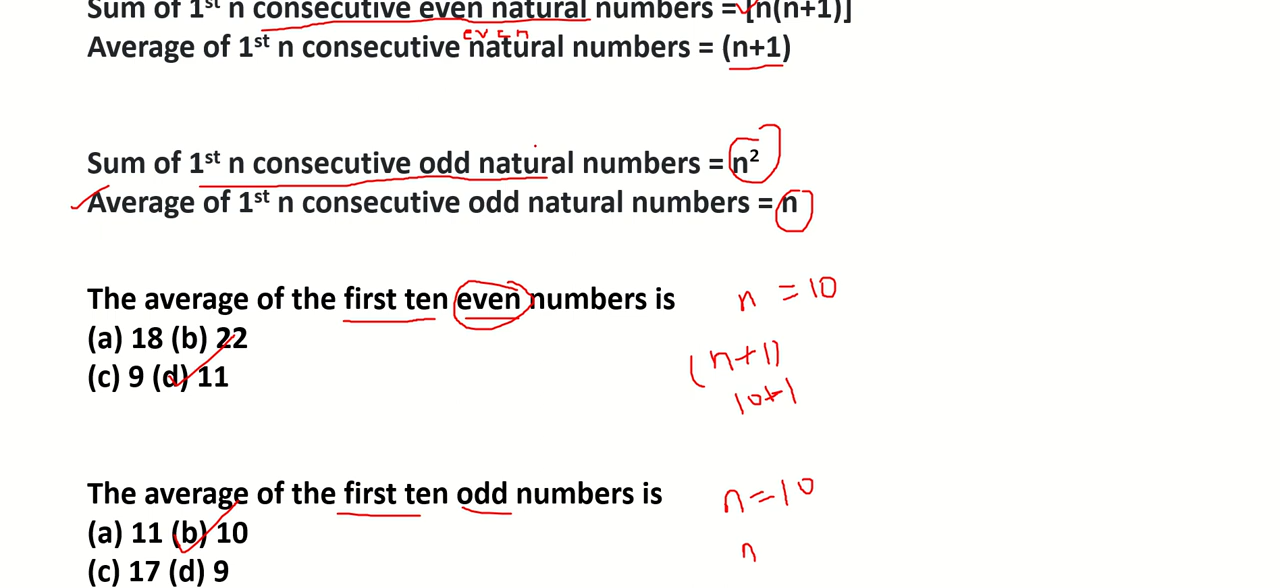 Sum of 1st n consecutive even natural numbers = [n(n+1)]
even
Average of 1st n consecutive natural numbers = (n+1)
Sum of 1st n consecutive odd natural numbers = n²
Average of 1st n consecutive odd natural numbers = n
The average of the first ten even numbers is n = 10
(a) 18 (b) 22
(n+1)
(c) 9 (d) 11
10+1
The average of the first ten odd numbers is n=10
(a) 11 (b) 10
n
(c) 17 (d) 9